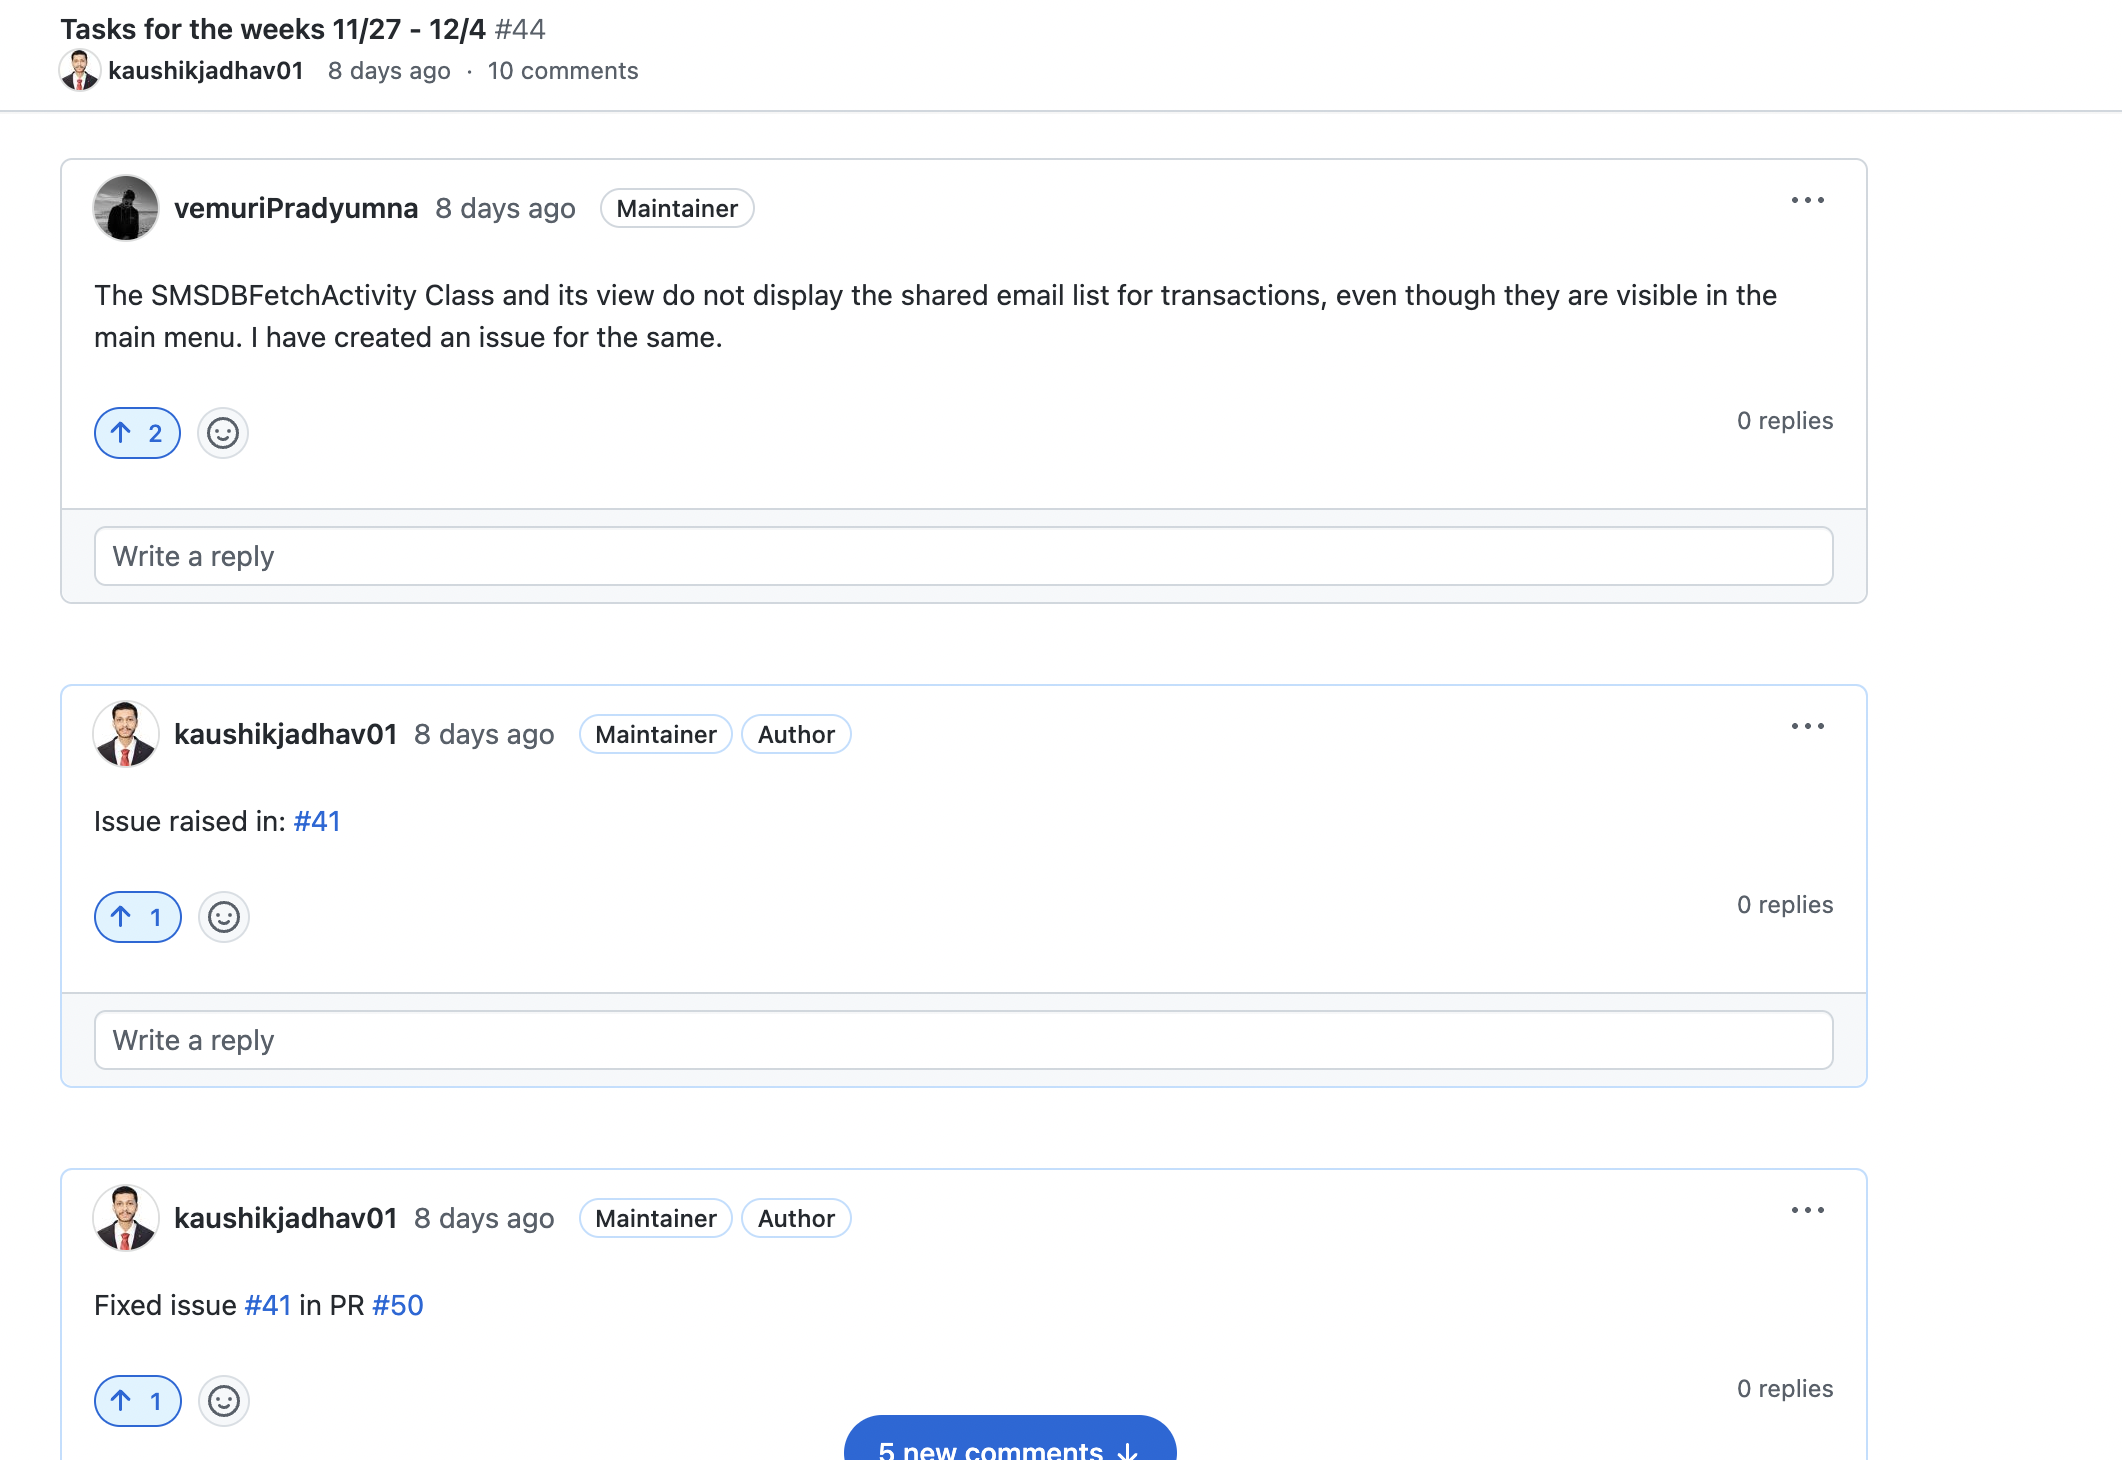 Tasks for the weeks 11/27 - 12/4 #44
kaushikjadhav01 8 days ago · 10 comments
vemuriPradyumna 8 days ago Maintainer
The SMSDBFetchActivity Class and its view do not display the shared email list for transactions, even though they are visible in the
main menu. I have created an issue for the same.
2
0 replies
Write a reply
kaushikjadhav01 8 days ago Maintainer Author
Issue raised in: #41
1
0 replies
Write a reply
kaushikjadhav01 8 days ago Maintainer Author
Fixed issue #41 in PR #50
1
0 replies
5 new comments